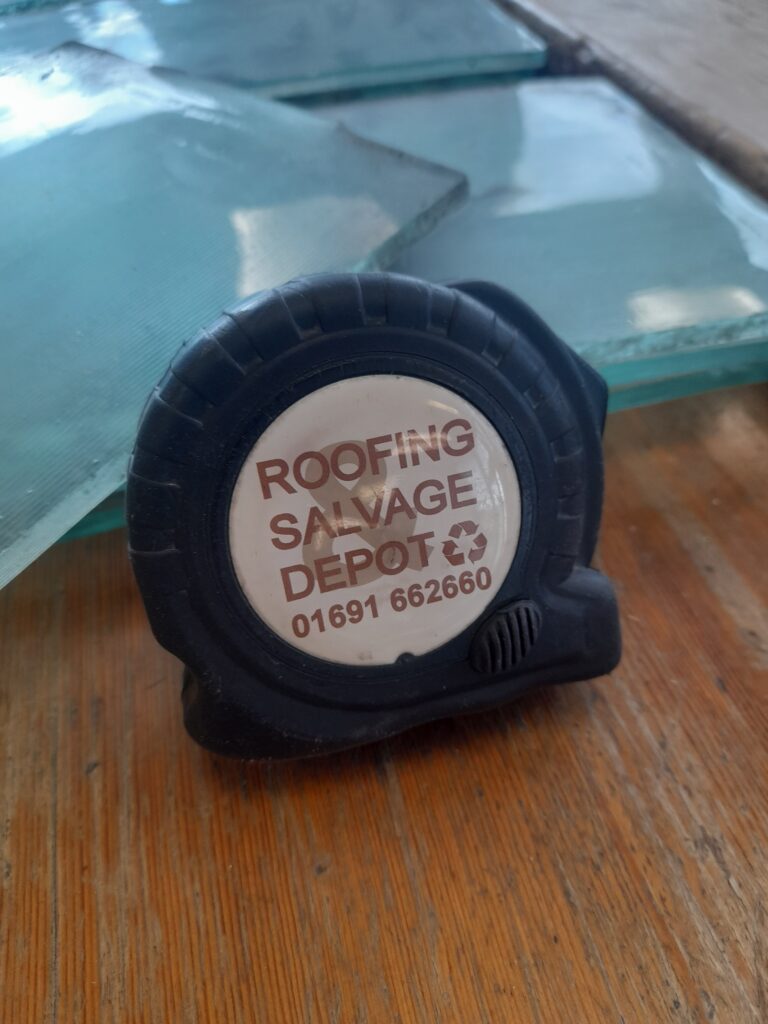 ROOFING
SALVAGE
DEPOT
01691 662660